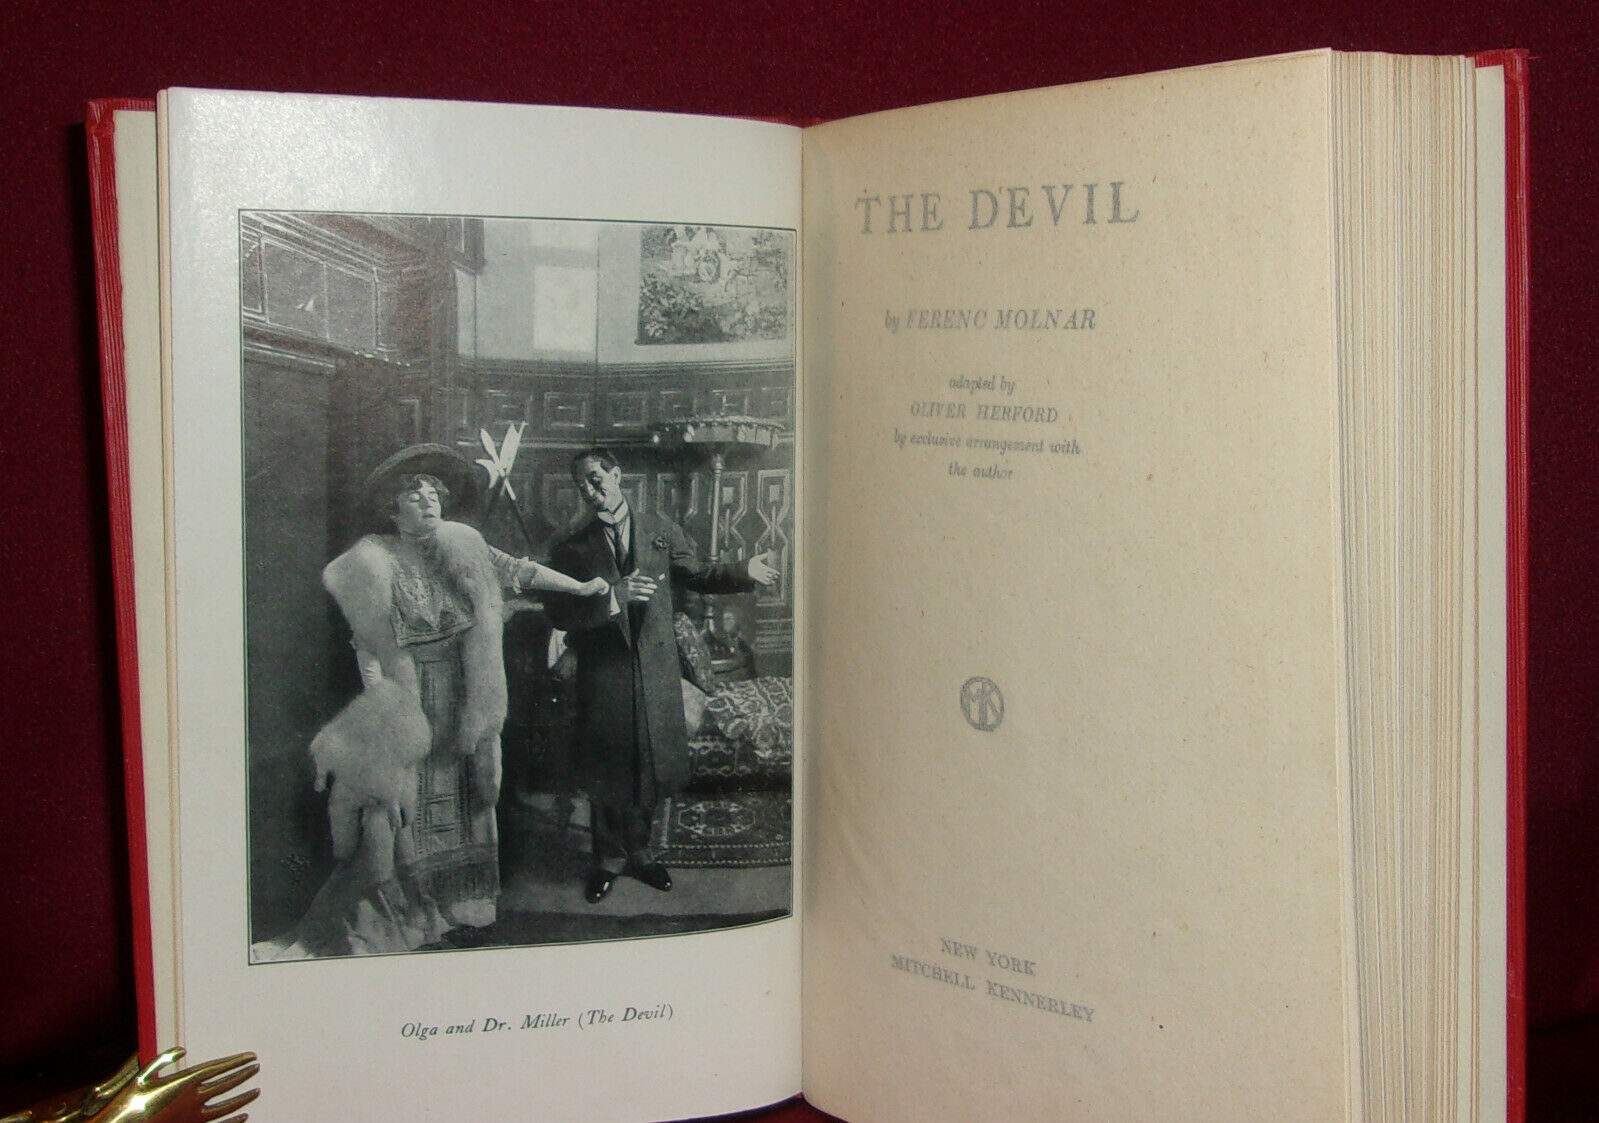 Olga and Dr. Miller (The Devil)
THE DEVIL
by FERENC MOLNAR
adapted by
OLIVER HERFORD
by exclusive arrangement with
the author
MK
NEW YORK
MITCHELL KENNERLEY